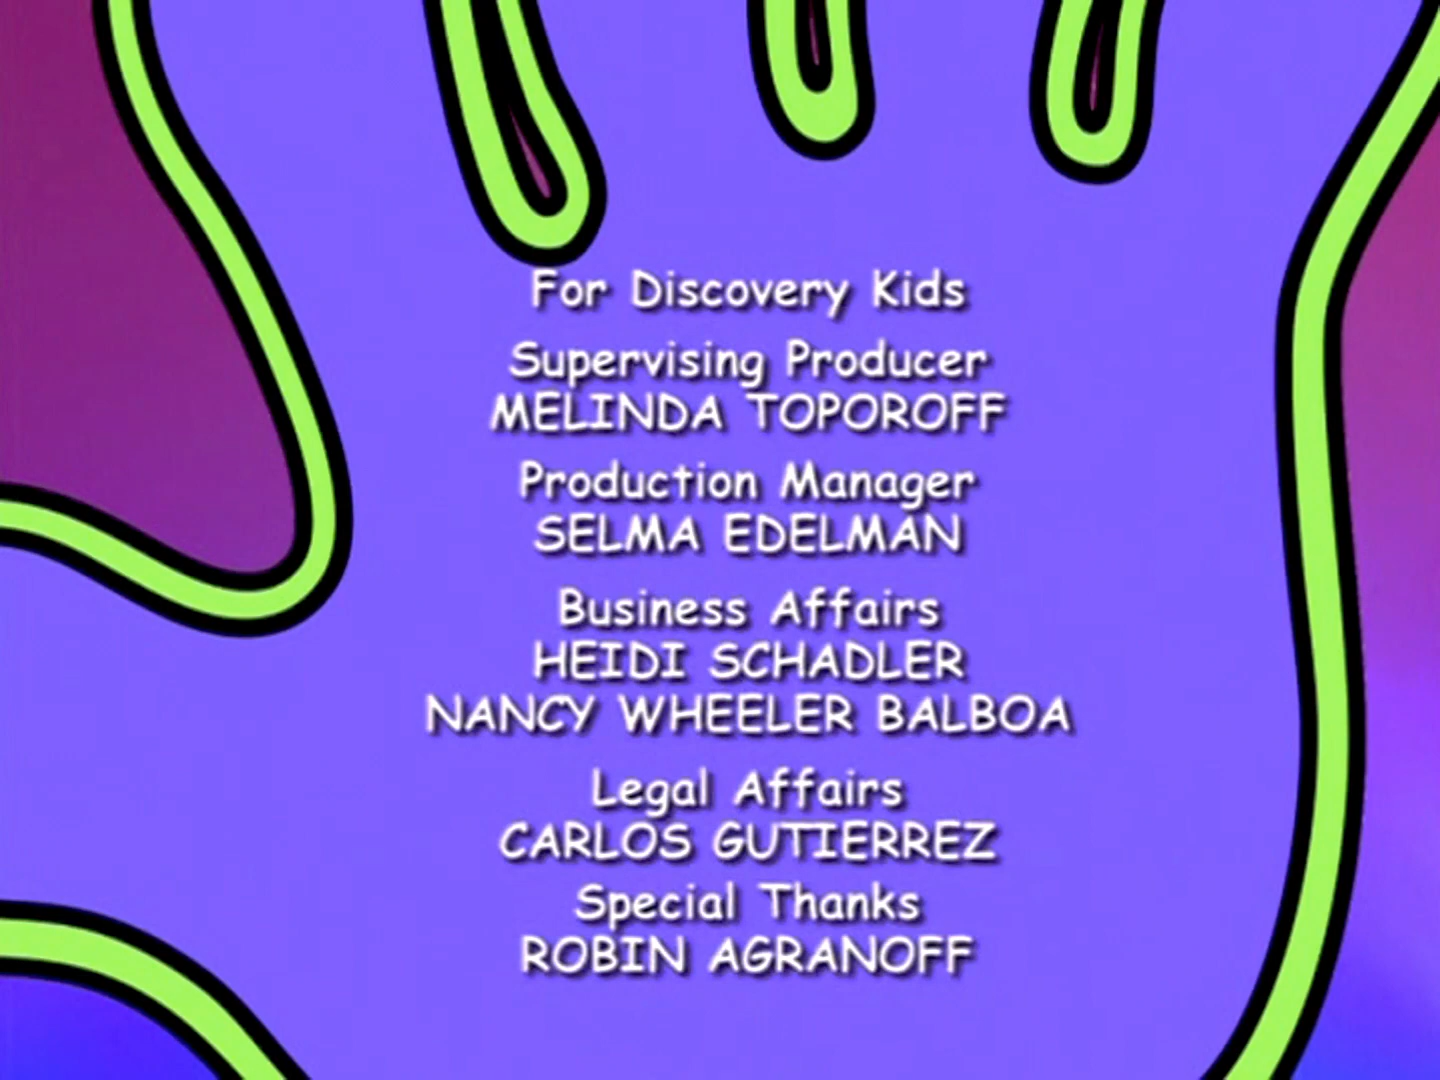 For Discovery Kids
Supervising Producer
MELINDA TOPOROFF
Production Manager
SELMA EDELMAN
Business Affairs
HEIDI SCHADLER
NANCY WHEELER BALBOA
Legal Affairs
CARLOS GUTIERREZ
Special Thanks
ROBIN AGRANOFF